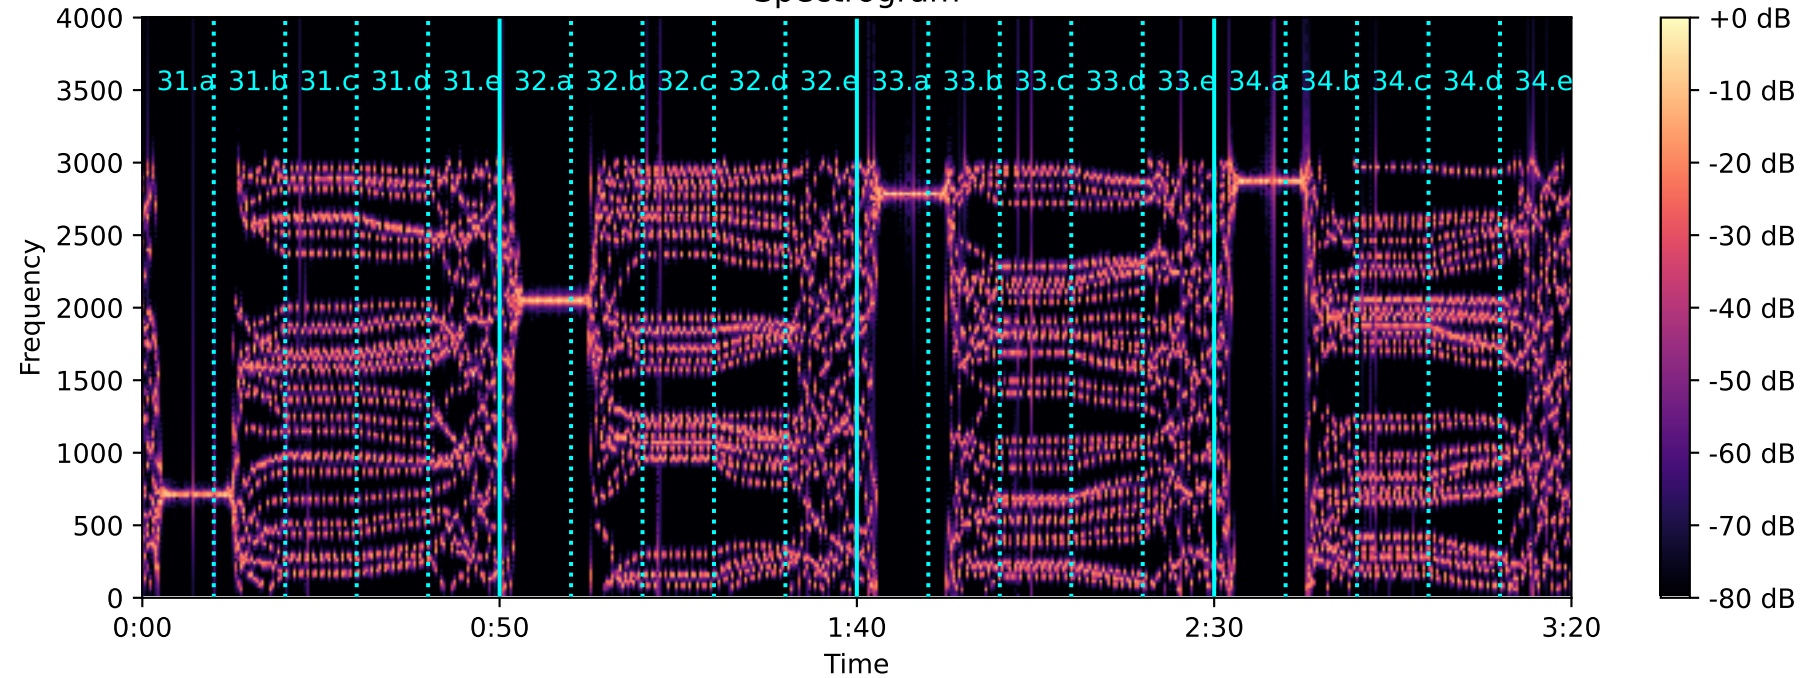 Spectrogram
4000
3500
3000
2500
2000
1500
1000
500
0
Frequency
31.a 31.b 31.c 31.d 31.e 32.a 32.b 32.c 32.d 32.e 33.a 33.b 33.c 33.d 33.e 34.a 34.b 34.c 34.d 34.e
0:00 0:50 1:40 2:30 3:20
Time
+0 dB
-10 dB
-20 dB
-30 dB
-40 dB
-50 dB
-60 dB
-70 dB
-80 dB